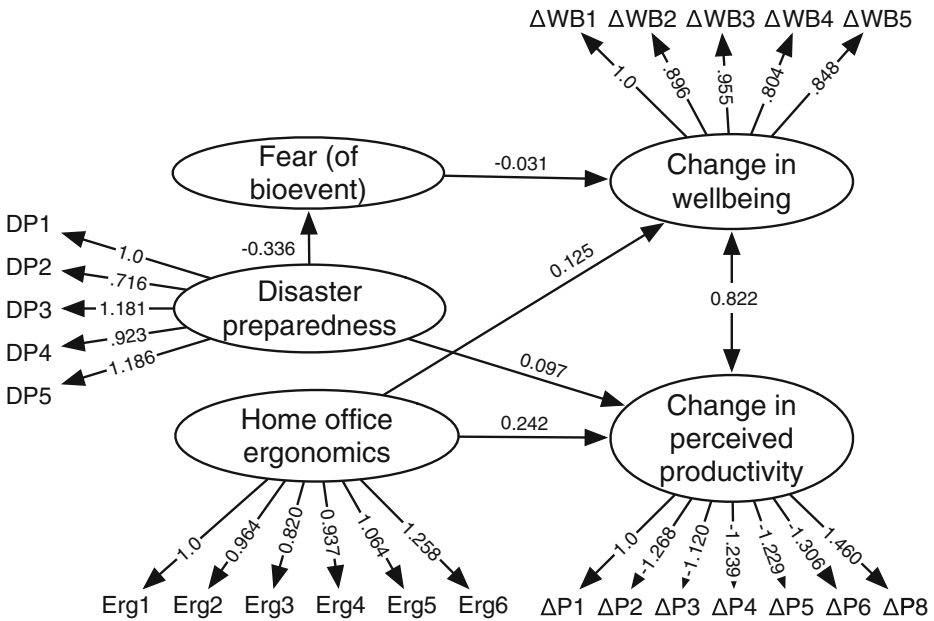 ΔWB1 ΔWB2 ΔWB3 ΔWB4 ΔWB5
1.0 .896 .955 .804 .848
Fear (of
bioevent)
-0.031
Change in
wellbeing
DP1
DP2
DP3
DP4
DP5
1.0
.716
1.181
.923
1.186
-0.336
Disaster
preparedness
0.125
0.822
0.097
Home office
ergonomics
0.242
Change in
perceived
productivity
1.0 0.964 0.820 0.937 1.064 1.258
Erg1 Erg2 Erg3 Erg4 Erg5 Erg6
1.0 -1.268 -1.120 -1.239 -1.229 -1.306 1.460
ΔP1 ΔP2 ΔP3 ΔP4 ΔP5 ΔP6 ΔP8